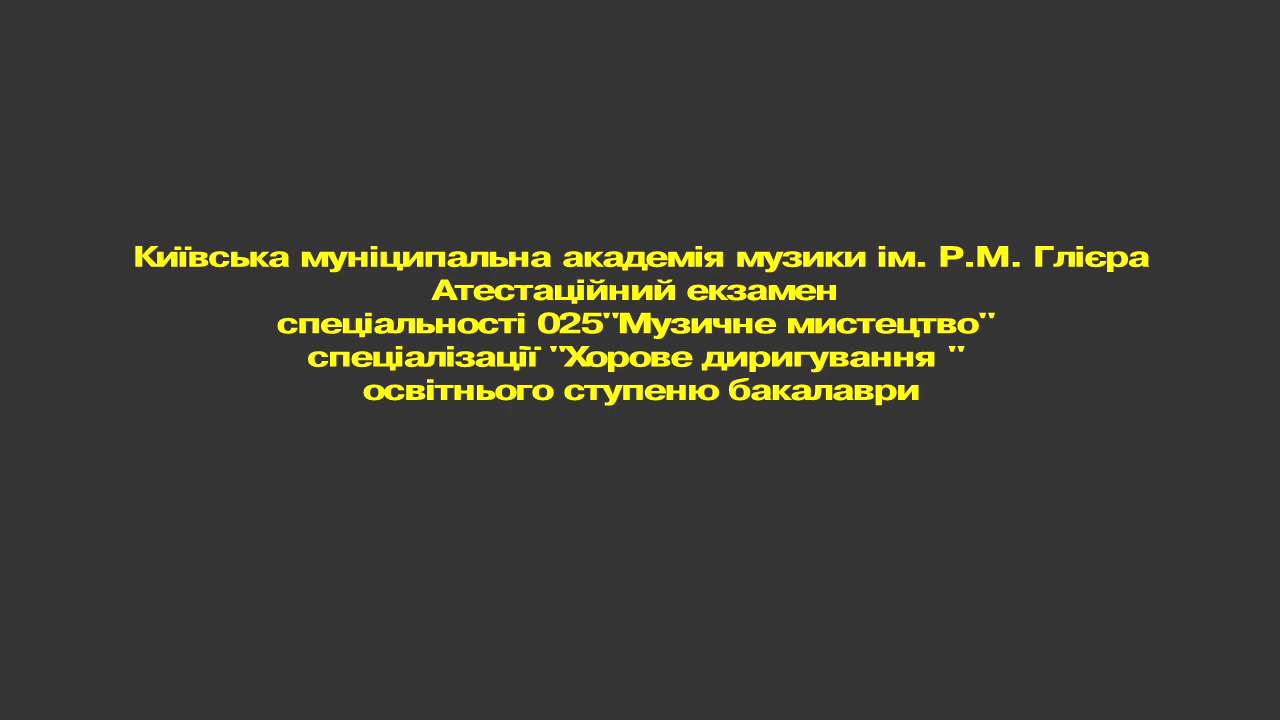 Київська муніципальна академія музики ім. Р.М. Глієра
Атестаційний екзамен
спеціальності 025"Музичне мистецтво"
спеціалізації "Хорове диригування "
освітнього ступеню бакалаври